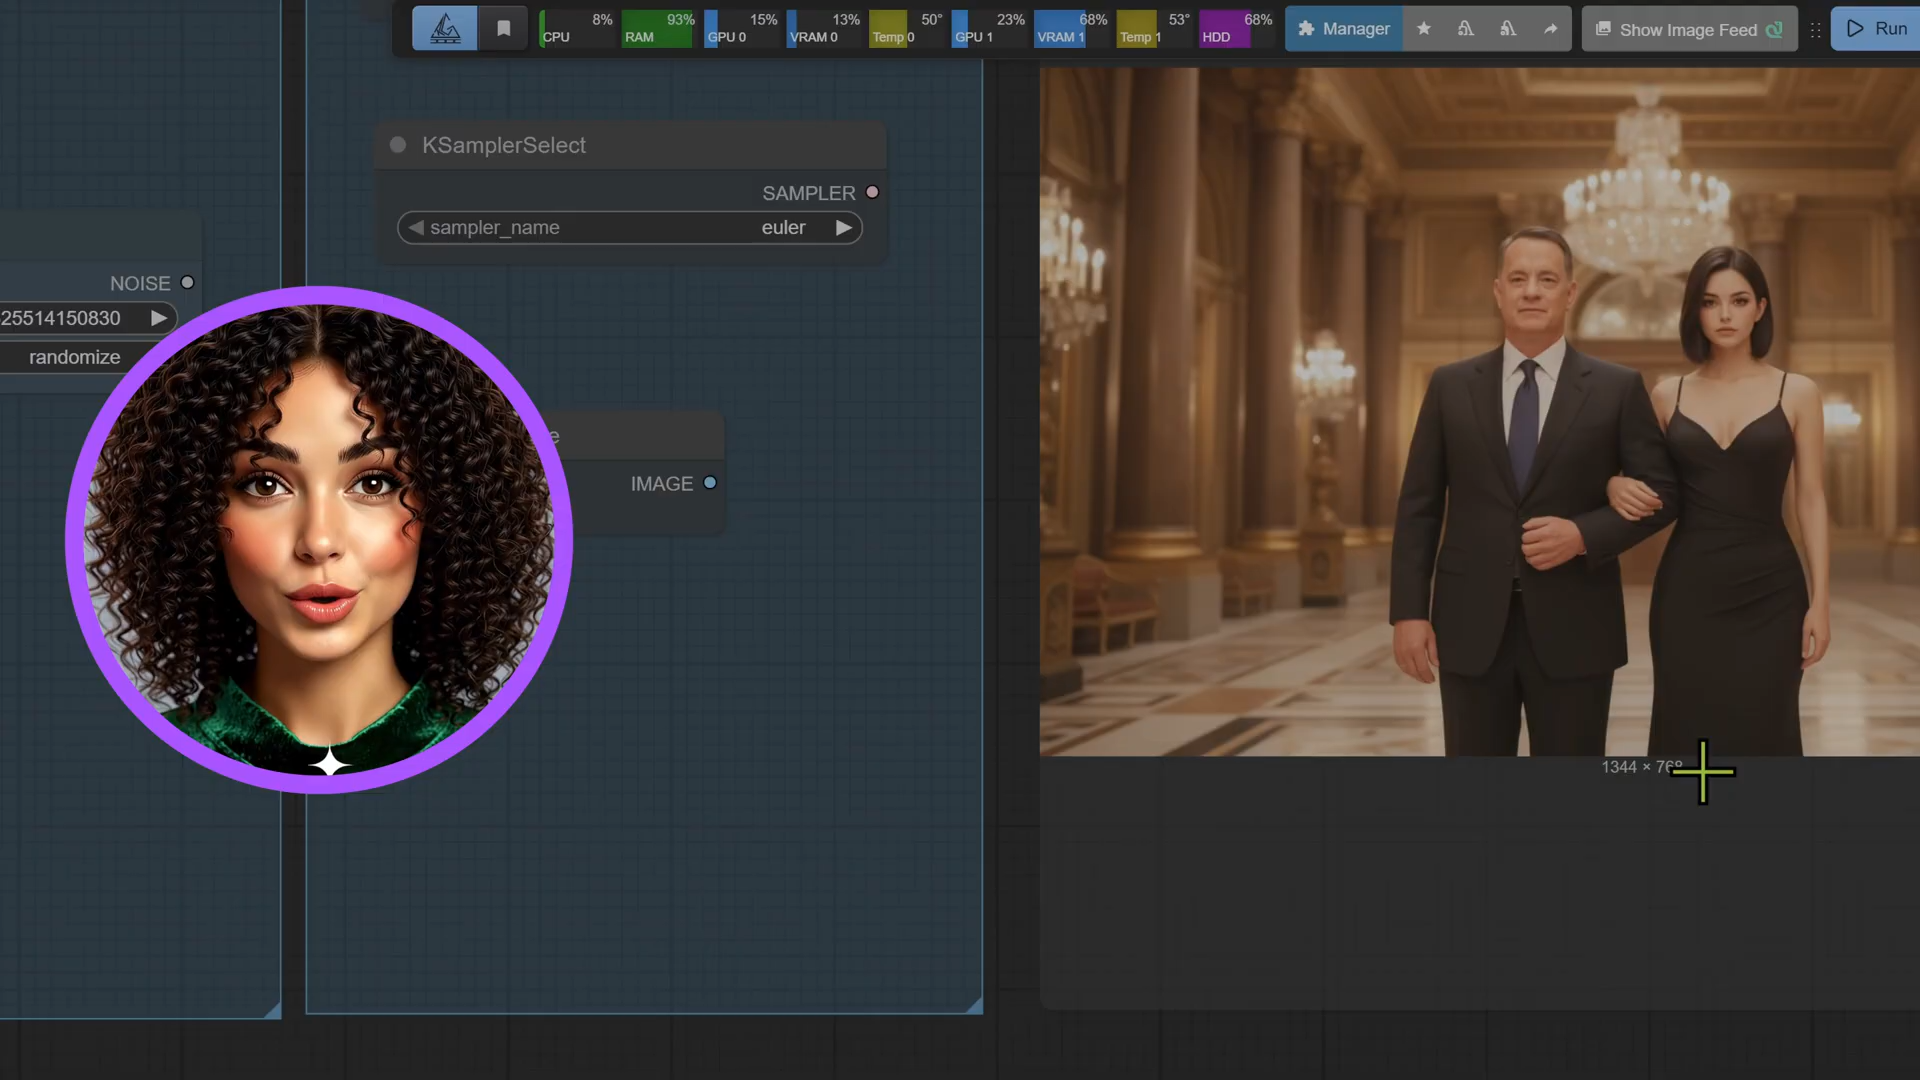 8%
CPU
93%
RAM
15%
GPU 0
13%
VRAM 0
50°
Temp 0
23%
GPU 1
68%
VRAM 1
53°
Temp 1
68%
HDD
Manager
Show Image Feed
Run
KSamplerSelect
SAMPLER
sampler_name euler
NOISE
25514150830
randomize
e
IMAGE
1344 × 768